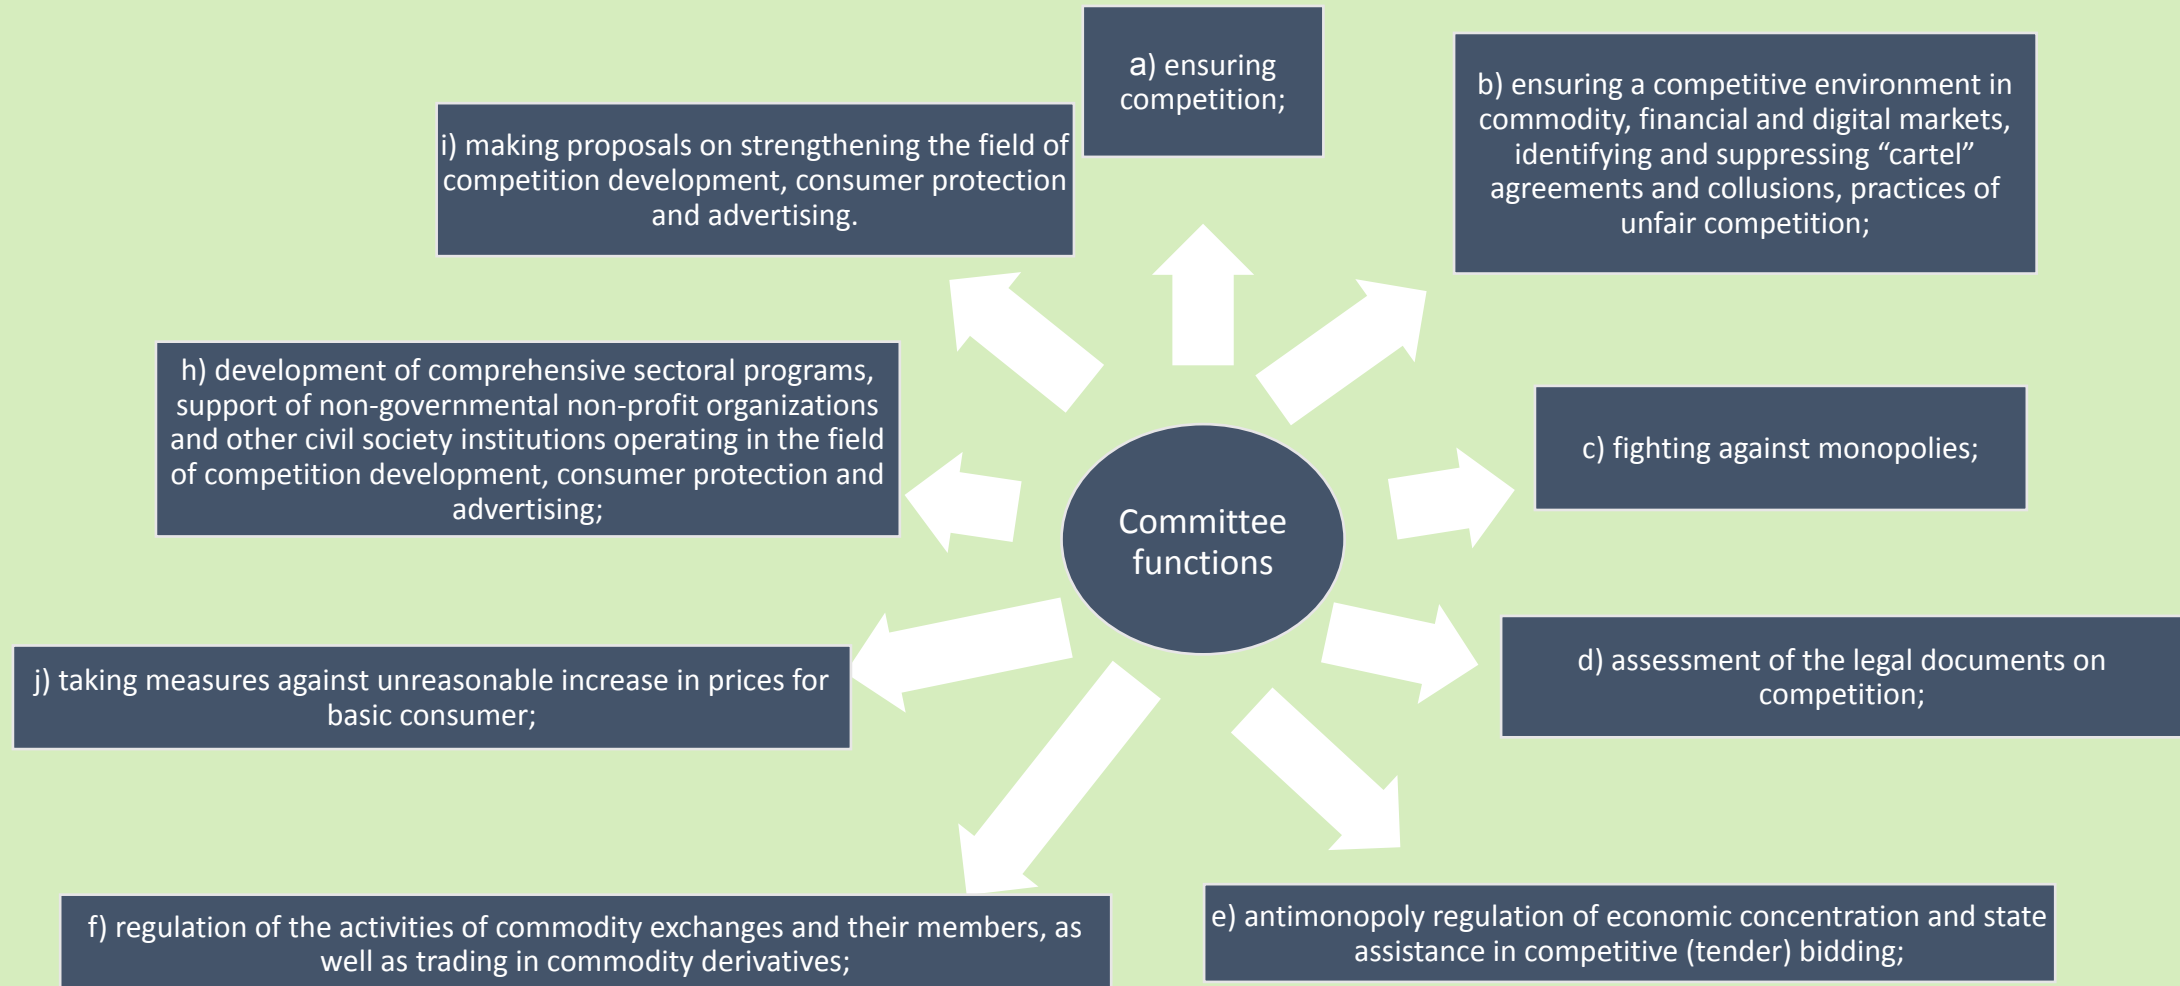 a) ensuring
competition;
b) ensuring a competitive environment in
commodity, financial and digital markets,
identifying and suppressing “cartel”
agreements and collusions, practices of
unfair competition;
c) fighting against monopolies;
d) assessment of the legal documents on
competition;
e) antimonopoly regulation of economic concentration and state
assistance in competitive (tender) bidding;
f) regulation of the activities of commodity exchanges and their members, as
well as trading in commodity derivatives;
j) taking measures against unreasonable increase in prices for
basic consumer;
h) development of comprehensive sectoral programs,
support of non-governmental non-profit organizations
and other civil society institutions operating in the field
of competition development, consumer protection and
advertising;
i) making proposals on strengthening the field of
competition development, consumer protection
and advertising.
Committee
functions